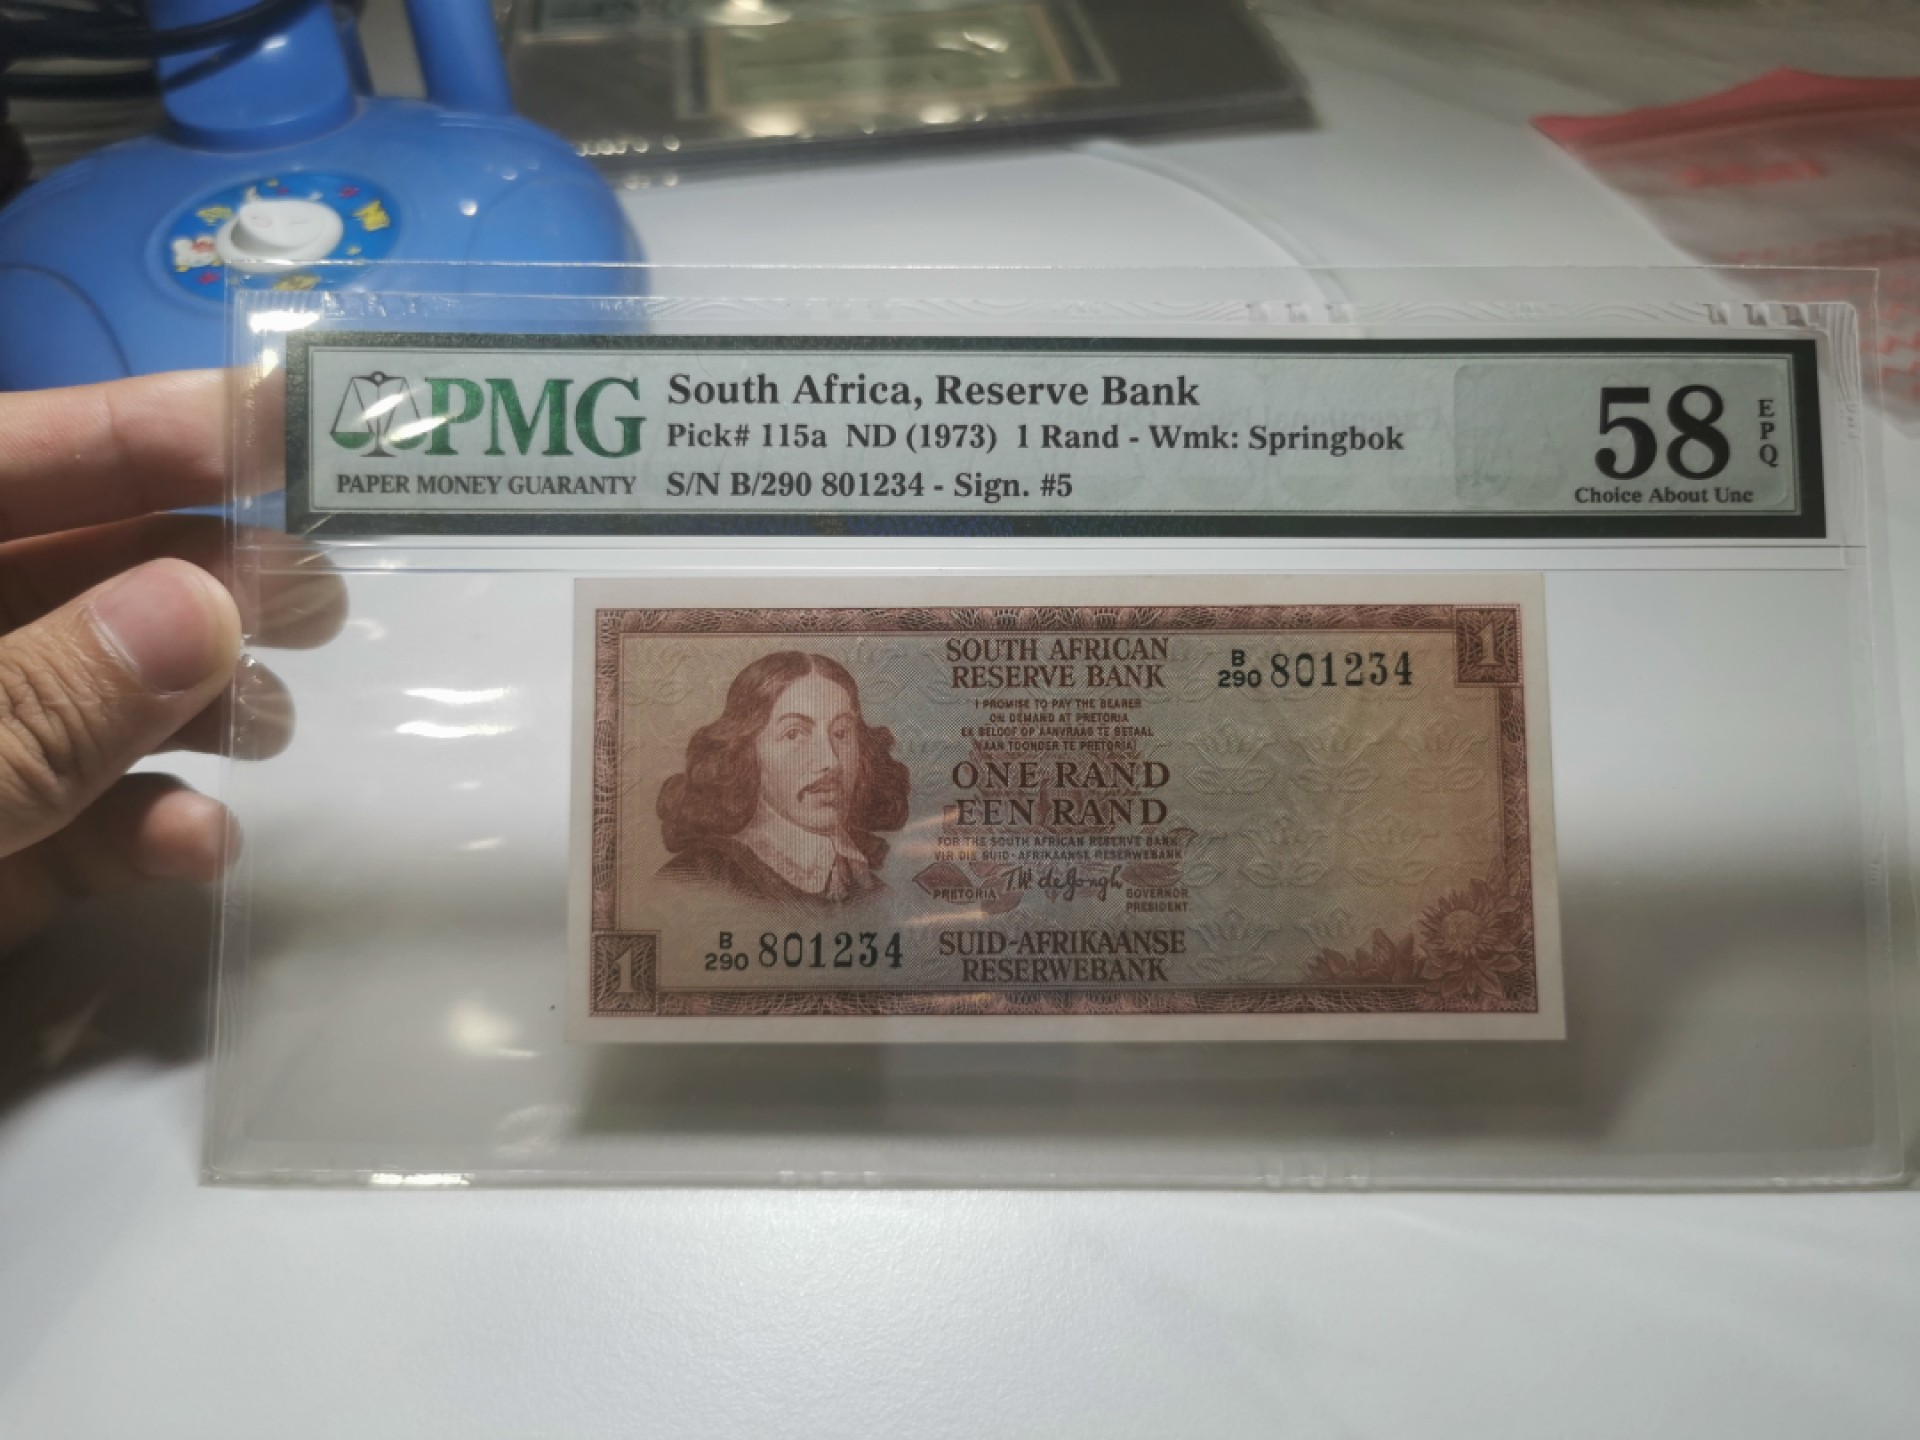 PMG
PAPER MONEY GUARANTY
South Africa, Reserve Bank
Pick# 115a ND (1973) 1 Rand - Wmk: Springbok
S/N B/290 801234 - Sign. #5
58
EPQ
Choice About Unc
1
SOUTH AFRICAN
RESERVE BANK
B/290 801234
I PROMISE TO PAY THE BEARER
ON DEMAND AT PRETORIA
EK BELOOF OP AANVRAAG TE BETAAL
AAN TOONDER TE PRETORIA
ONE RAND
EEN RAND
FOR THE SOUTH AFRICAN RESERVE BANK
VIR DIE SUID-AFRIKAANSE RESERWEBANK
PRETORIA T.W. de Jongh GOVERNOR
PRESIDENT
B/290 801234
SUID-AFRIKAANSE
RESERWEBANK
1